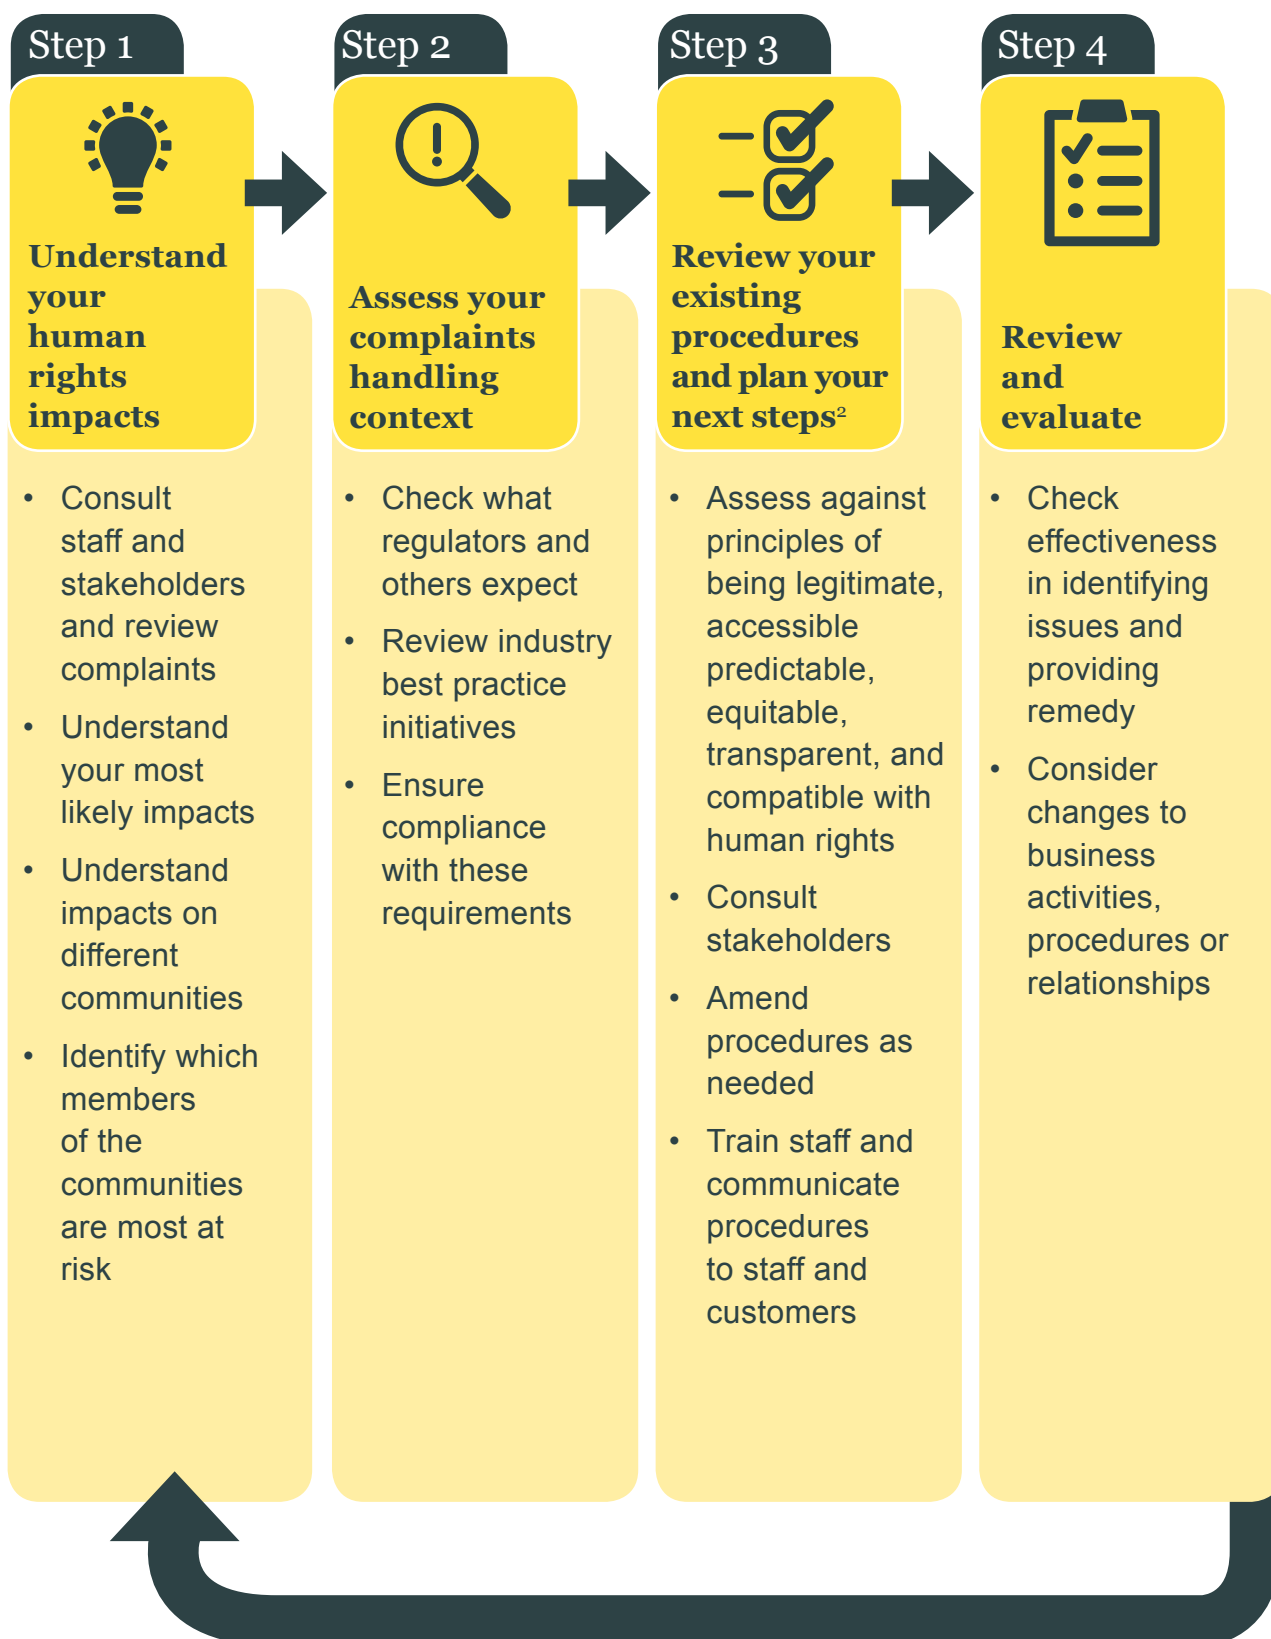 Step 1
Understand
your
human
rights
impacts
• Consult
staff and
stakeholders
and review
complaints
• Understand
your most
likely impacts
• Understand
impacts on
different
communities
• Identify which
members
of the
communities
are most at
risk
Step 2
Assess your
complaints
handling
context
• Check what
regulators and
others expect
• Review industry
best practice
initiatives
• Ensure
compliance
with these
requirements
Step 3
Review your
existing
procedures
and plan your
next steps²
• Assess against
principles of
being legitimate,
accessible
predictable,
equitable,
transparent, and
compatible with
human rights
• Consult
stakeholders
• Amend
procedures as
needed
• Train staff and
communicate
procedures
to staff and
customers
Step 4
Review
and
evaluate
• Check
effectiveness
in identifying
issues and
providing
remedy
• Consider
changes to
business
activities,
procedures or
relationships